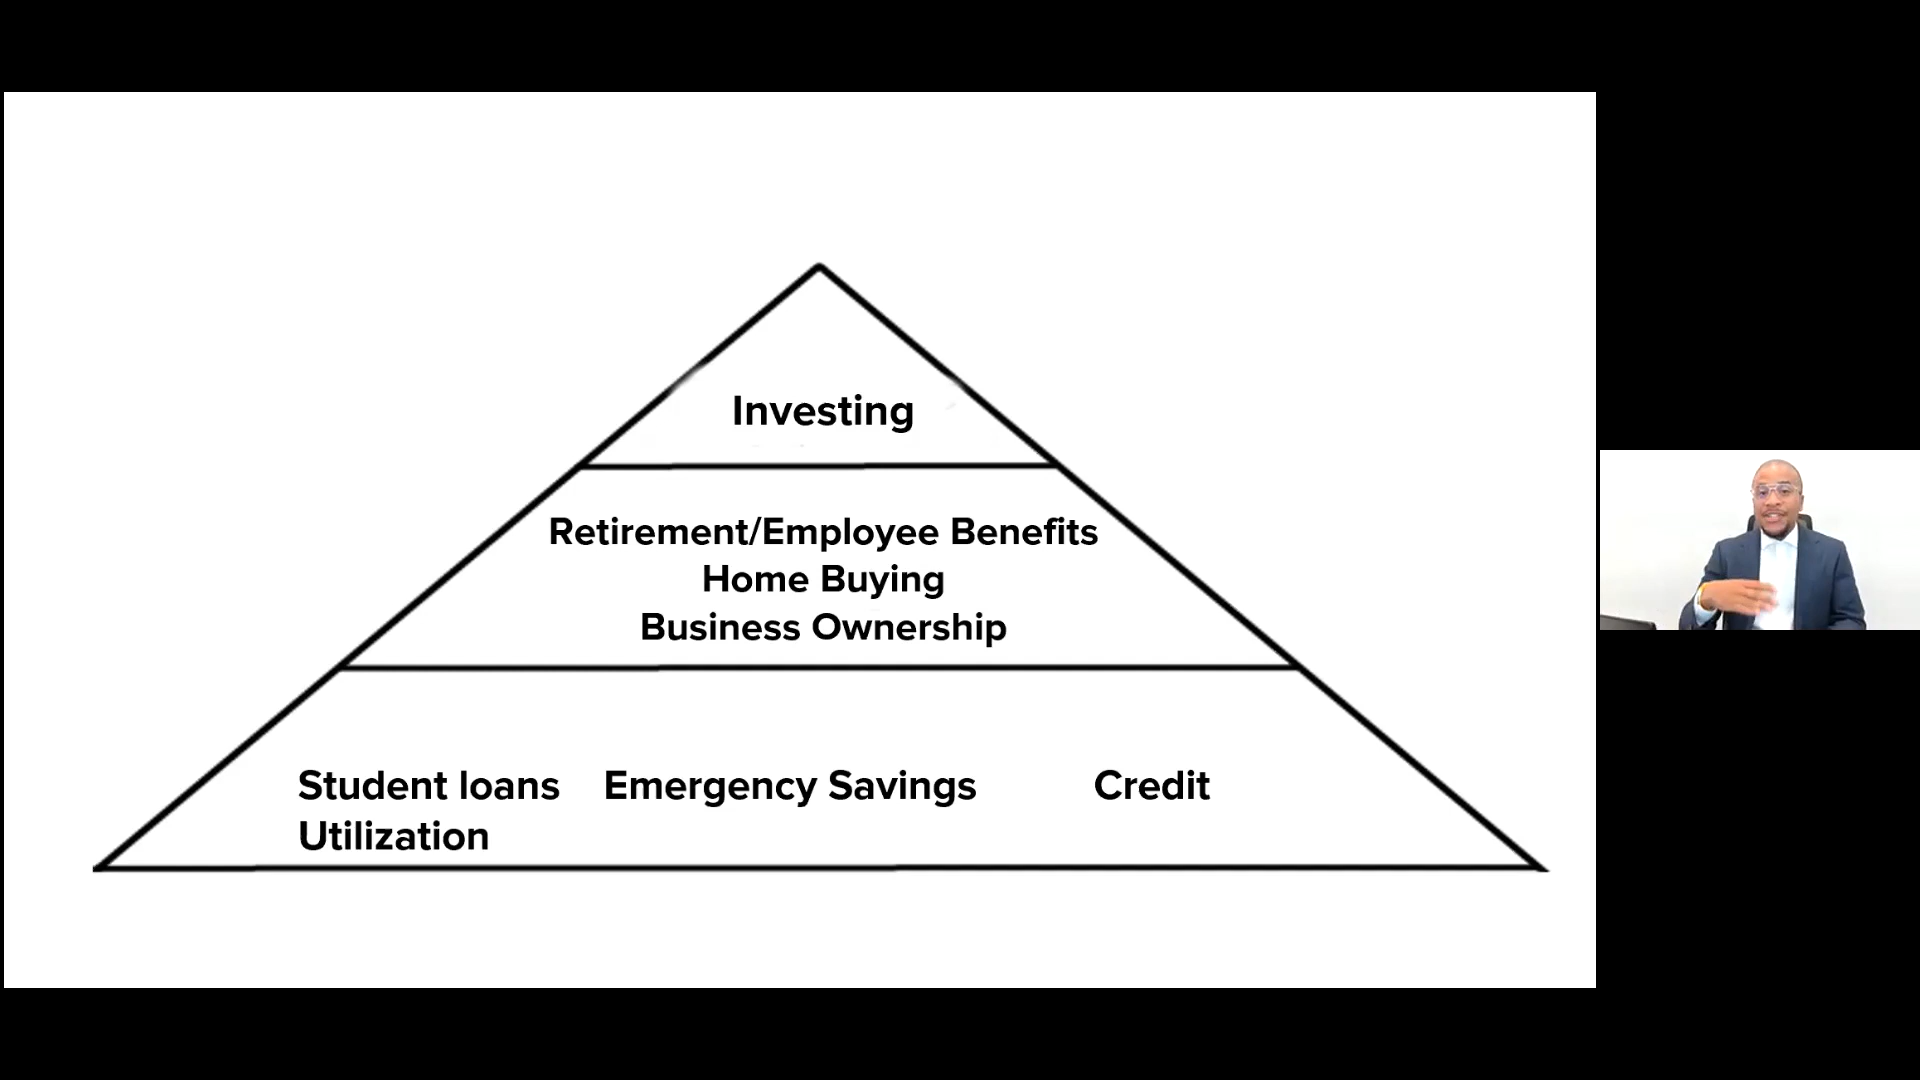 Investing
Retirement/Employee Benefits
Home Buying
Business Ownership
Student loans Emergency Savings Credit
Utilization